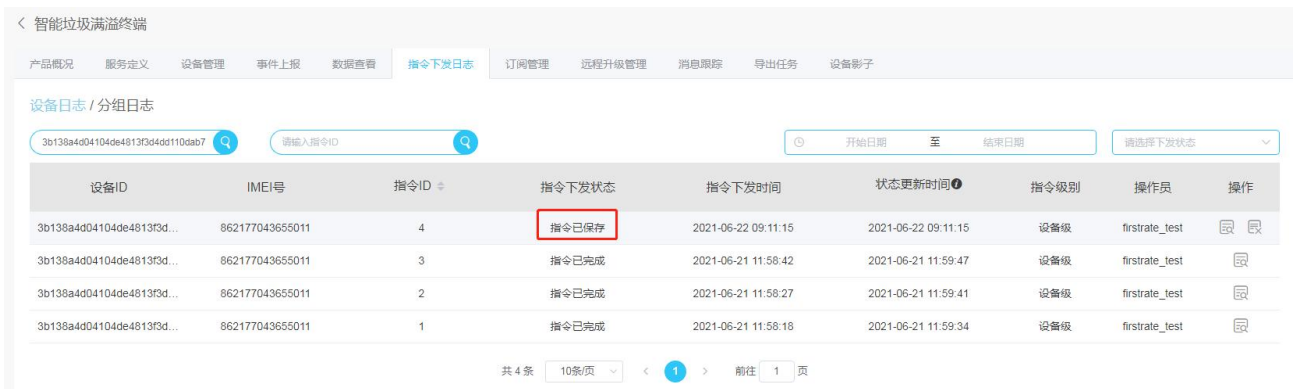 智能垃圾满溢终端
产品概况 服务定义 设备管理 事件上报 数据查看 指令下发日志 订阅管理 远程升级管理 消息跟踪 导出任务 设备影子
设备日志 / 分组日志
3b138a4d04104de4813f3d4dd110dab7 请输入指令ID 开始日期 至 结束日期 请选择下发状态
设备ID IMEI号 指令ID 指令下发状态 指令下发时间 状态更新时间 指令级别 操作员 操作
3b138a4d04104de4813f3d... 862177043655011 4 指令已保存 2021-06-22 09:11:15 2021-06-22 09:11:15 设备级 firstrate_test
3b138a4d04104de4813f3d... 862177043655011 3 指令已完成 2021-06-21 11:58:42 2021-06-21 11:59:47 设备级 firstrate_test
3b138a4d04104de4813f3d... 862177043655011 2 指令已完成 2021-06-21 11:58:27 2021-06-21 11:59:41 设备级 firstrate_test
3b138a4d04104de4813f3d... 862177043655011 1 指令已完成 2021-06-21 11:58:18 2021-06-21 11:59:34 设备级 firstrate_test
共 4 条 10条/页 < 1 > 前往 1 页